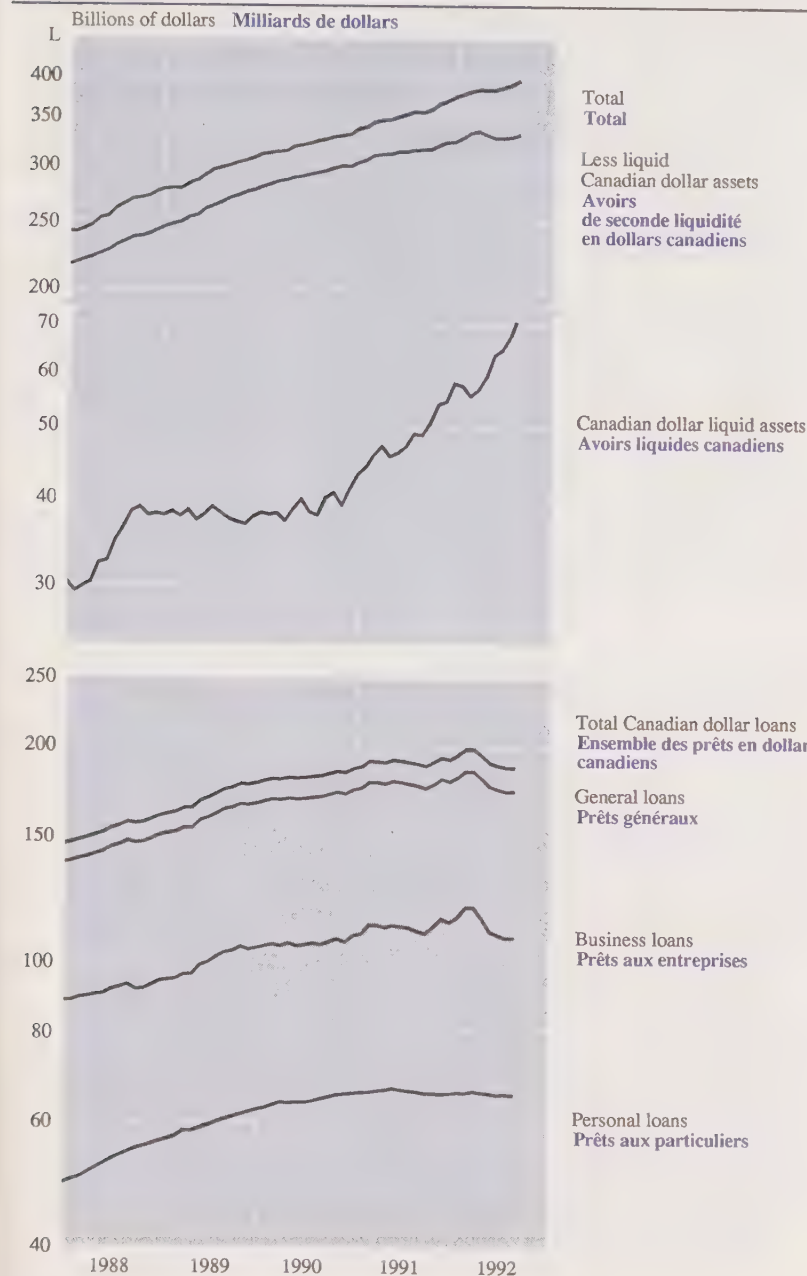 Billions of dollars Milliards de dollars
L
400
350
300
250
200
Total
Total
Less liquid
Canadian dollar assets
Avoirs
de seconde liquidité
en dollars canadiens
70
60
50
40
30
Canadian dollar liquid assets
Avoirs liquides canadiens
250
200
150
100
80
60
40
Total Canadian dollar loans
Ensemble des prêts en dollar
canadiens
General loans
Prêts généraux
Business loans
Prêts aux entreprises
Personal loans
Prêts aux particuliers
1988 1989 1990 1991 1992